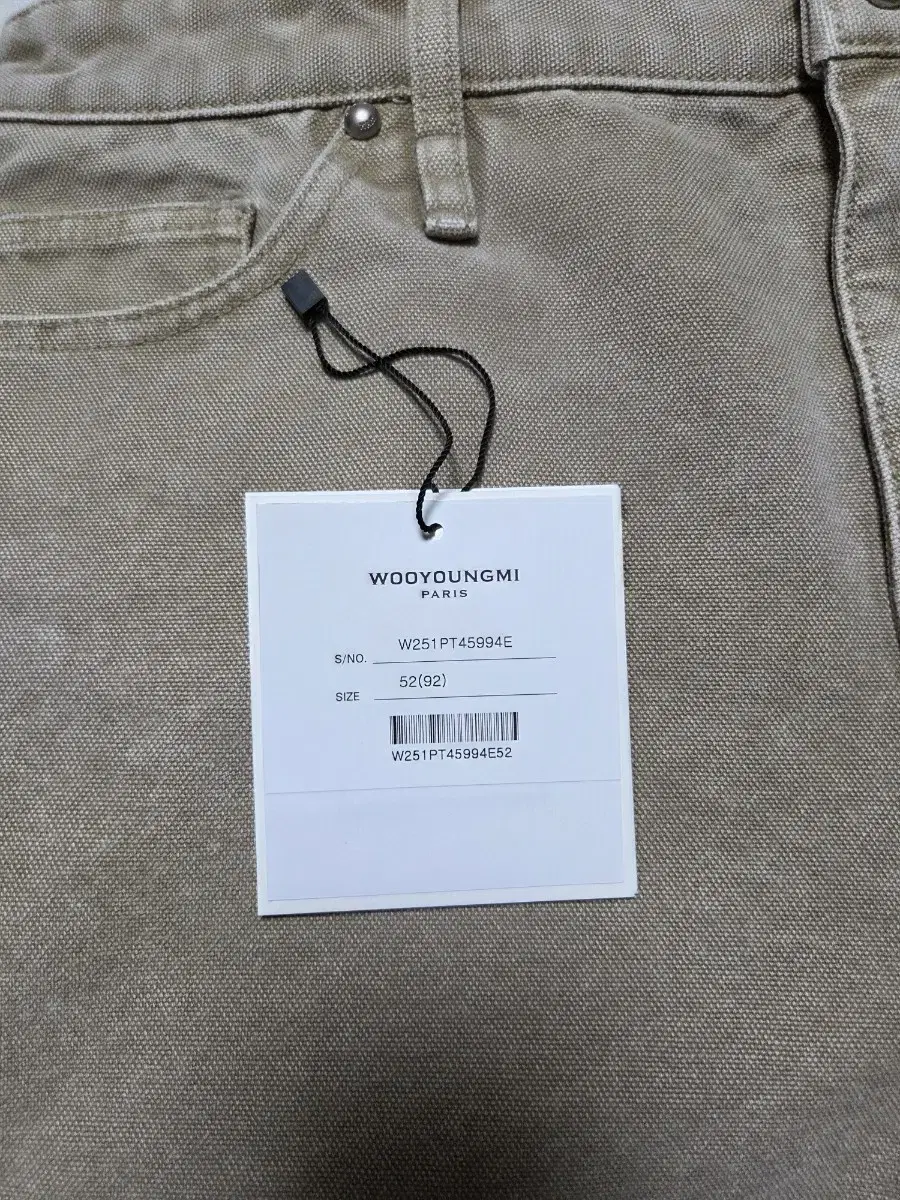 WOOYOUNGMI
PARIS
S/NO. W251PT45994E
SIZE 52(92)
W251PT45994E52